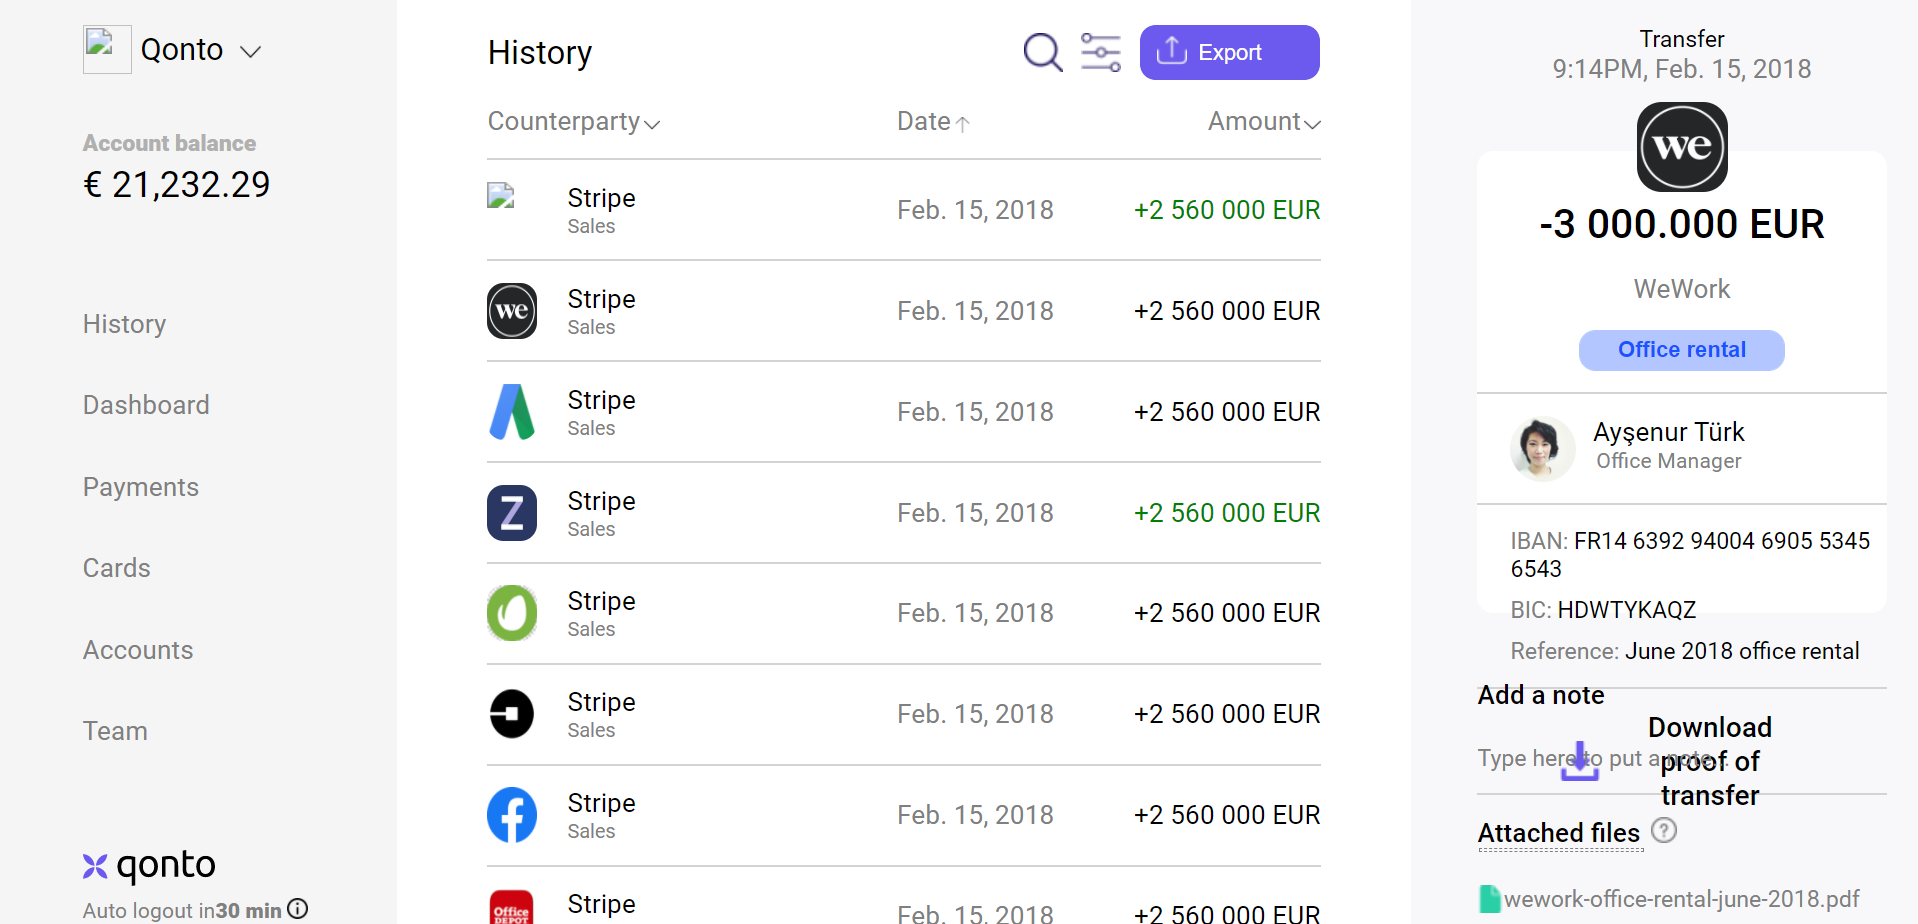 Qonto
Account balance
€ 21,232.29
History
Dashboard
Payments
Cards
Accounts
Team
qonto
Auto logout in30 min
History
Export
Counterparty
Date
Amount
Stripe
Sales
Feb. 15, 2018
+2 560 000 EUR
we
Stripe
Sales
Feb. 15, 2018
+2 560 000 EUR
Stripe
Sales
Feb. 15, 2018
+2 560 000 EUR
Z
Stripe
Sales
Feb. 15, 2018
+2 560 000 EUR
Stripe
Sales
Feb. 15, 2018
+2 560 000 EUR
Stripe
Sales
Feb. 15, 2018
+2 560 000 EUR
f
Stripe
Sales
Feb. 15, 2018
+2 560 000 EUR
Office
DEPOT
Stripe
Feb. 15, 2018
+2 560 000 EUR
Transfer
9:14PM, Feb. 15, 2018
we
-3 000.000 EUR
WeWork
Office rental
Ayşenur Türk
Office Manager
IBAN: FR14 6392 94004 6905 5345
6543
BIC: HDWTYKAQZ
Reference: June 2018 office rental
Add a note
Type here to put a note...
Download
proof of
transfer
Attached files ?
wework-office-rental-june-2018.pdf